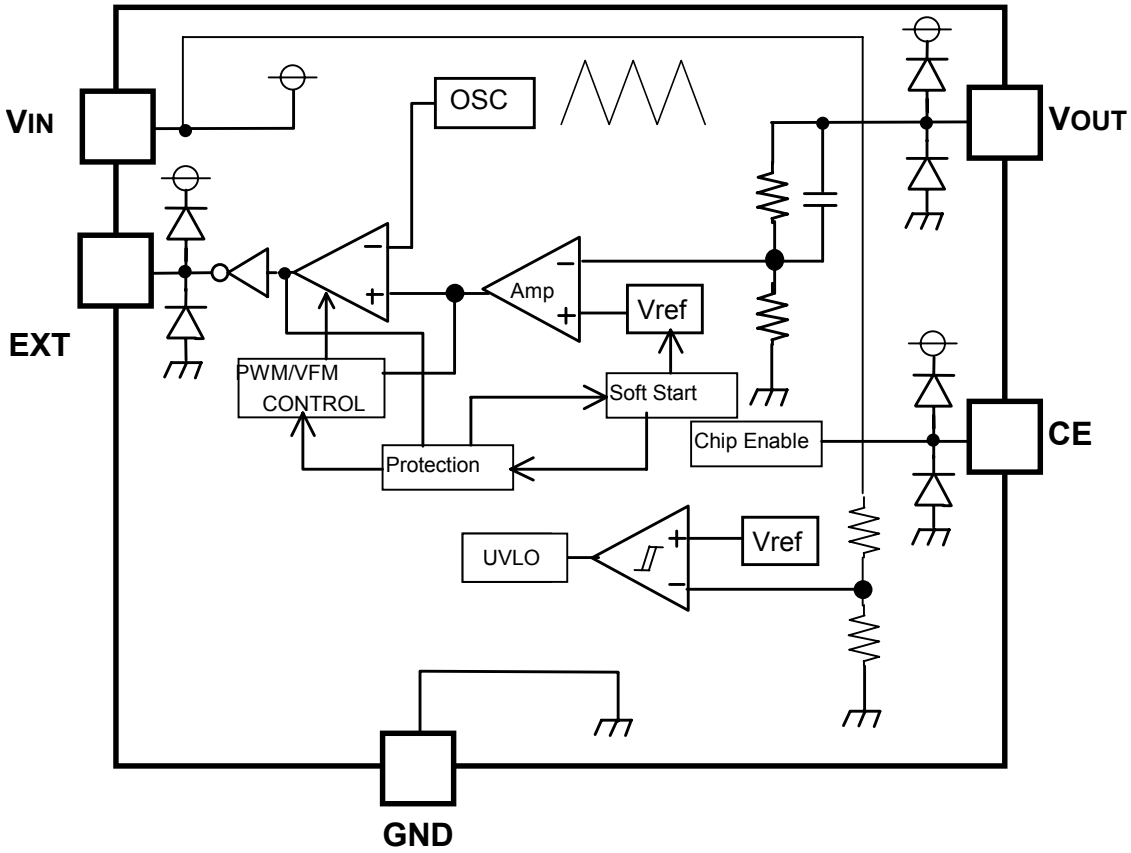 OSC
VIN
VOUT
Amp
Vref
EXT
PWM/VFM
CONTROL
Soft Start
CE
Chip Enable
Protection
Vref
UVLO
GND